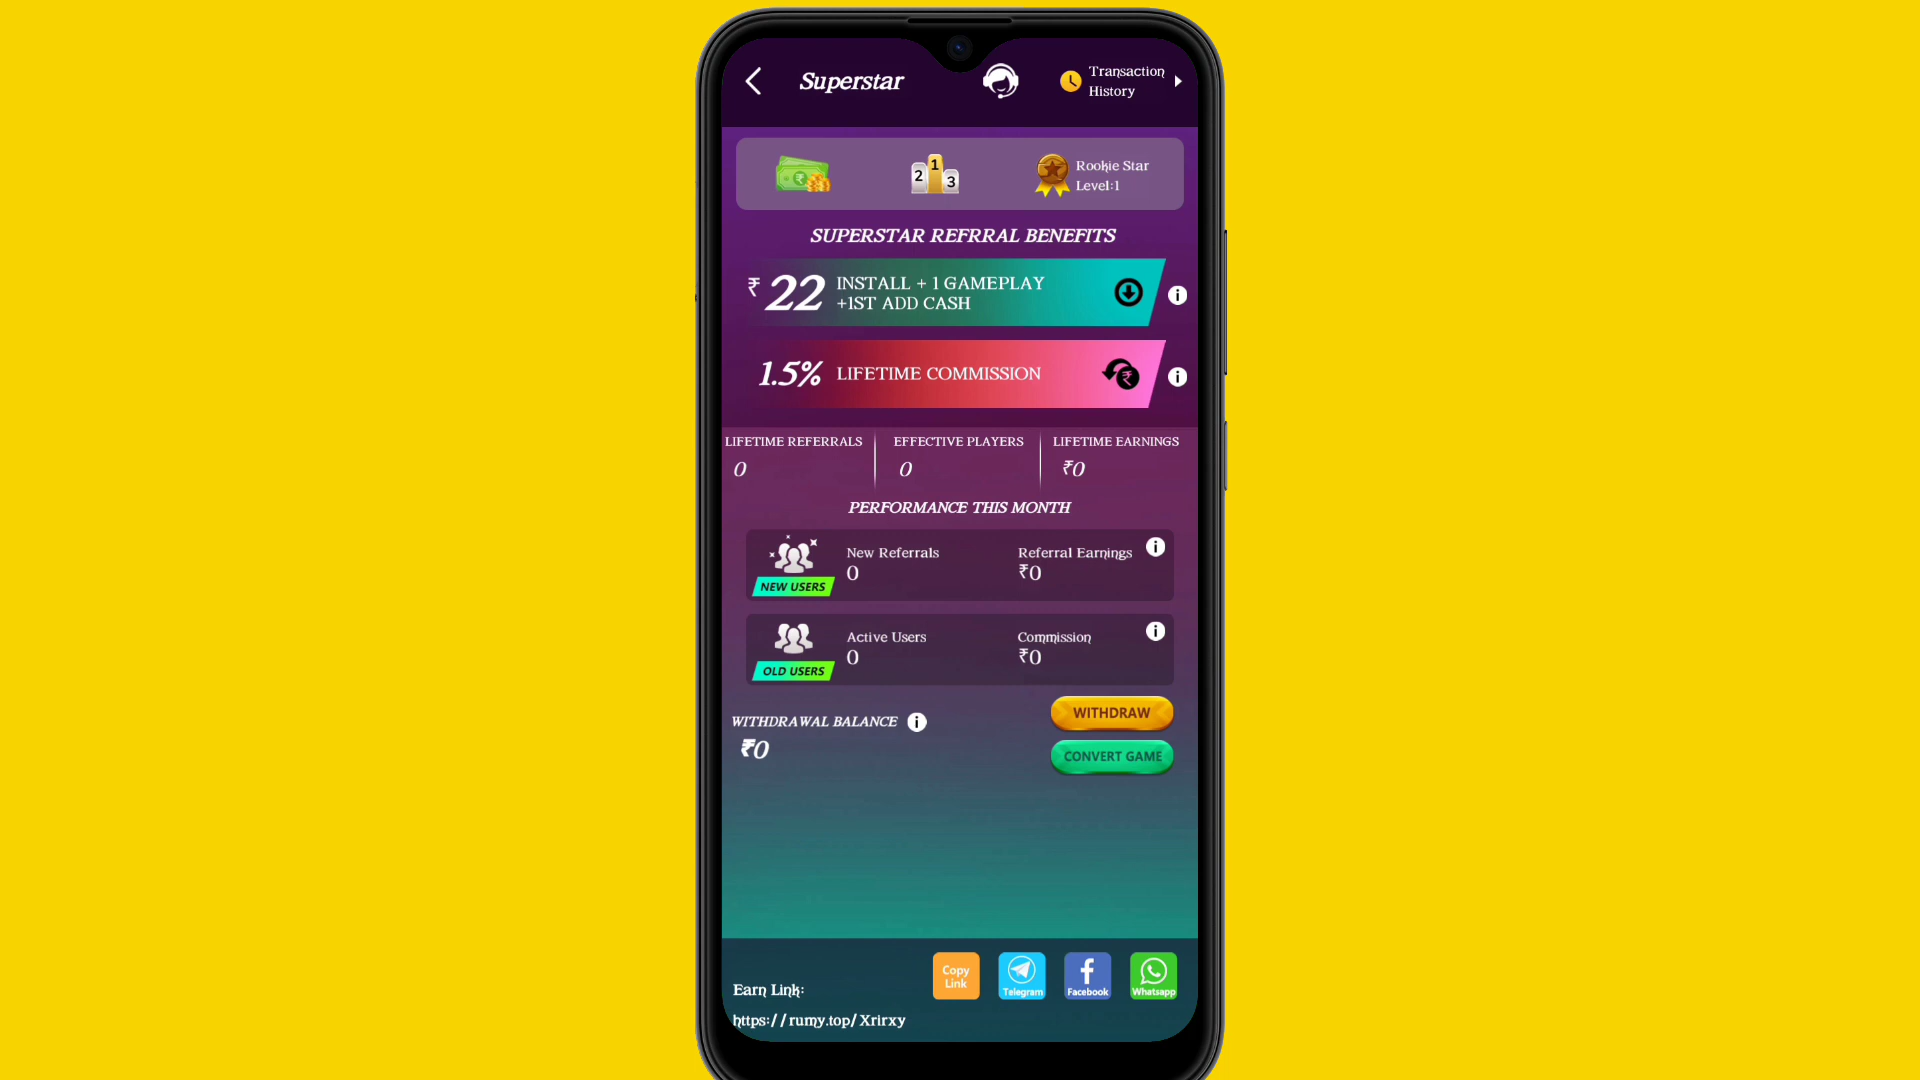 Superstar
Transaction
History
2 1 3
Rookie Star
Level:1
SUPERSTAR REFRRAL BENEFITS
₹ 22 INSTALL + 1 GAMEPLAY
+1ST ADD CASH
1.5% LIFETIME COMMISSION
LIFETIME REFERRALS EFFECTIVE PLAYERS LIFETIME EARNINGS
0 0 ₹0
PERFORMANCE THIS MONTH
New Referrals Referral Earnings
0 ₹0
NEW USERS
Active Users Commission
0 ₹0
OLD USERS
WITHDRAW
WITHDRAWAL BALANCE
₹0
CONVERT GAME
Copy
Link
Telegram Facebook Whatsapp
Earn Link:
https://rumy.top/Xrirxy